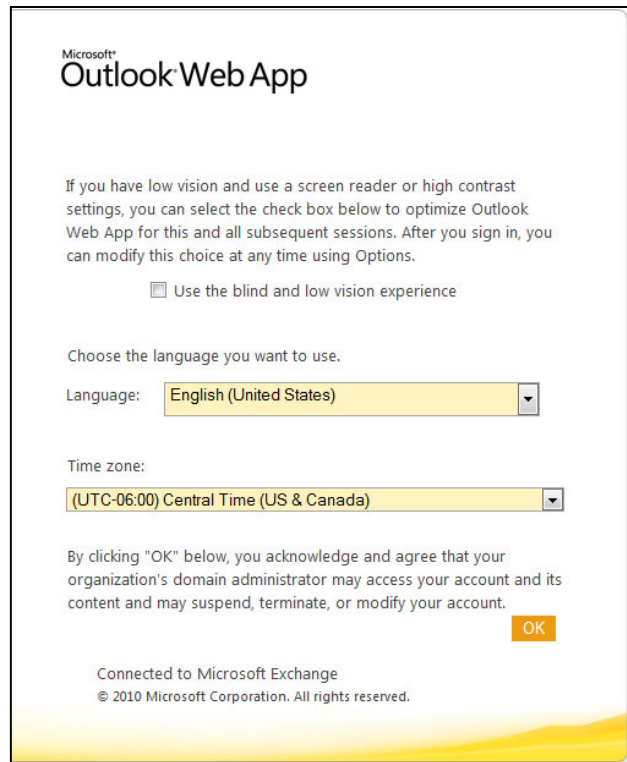 Microsoft®
Outlook® Web App
If you have low vision and use a screen reader or high contrast
settings, you can select the check box below to optimize Outlook
Web App for this and all subsequent sessions. After you sign in, you
can modify this choice at any time using Options.
Use the blind and low vision experience
Choose the language you want to use.
Language: English (United States)
Time zone:
(UTC-06:00) Central Time (US & Canada)
By clicking "OK" below, you acknowledge and agree that your
organization's domain administrator may access your account and its
content and may suspend, terminate, or modify your account.
OK
Connected to Microsoft Exchange
© 2010 Microsoft Corporation. All rights reserved.